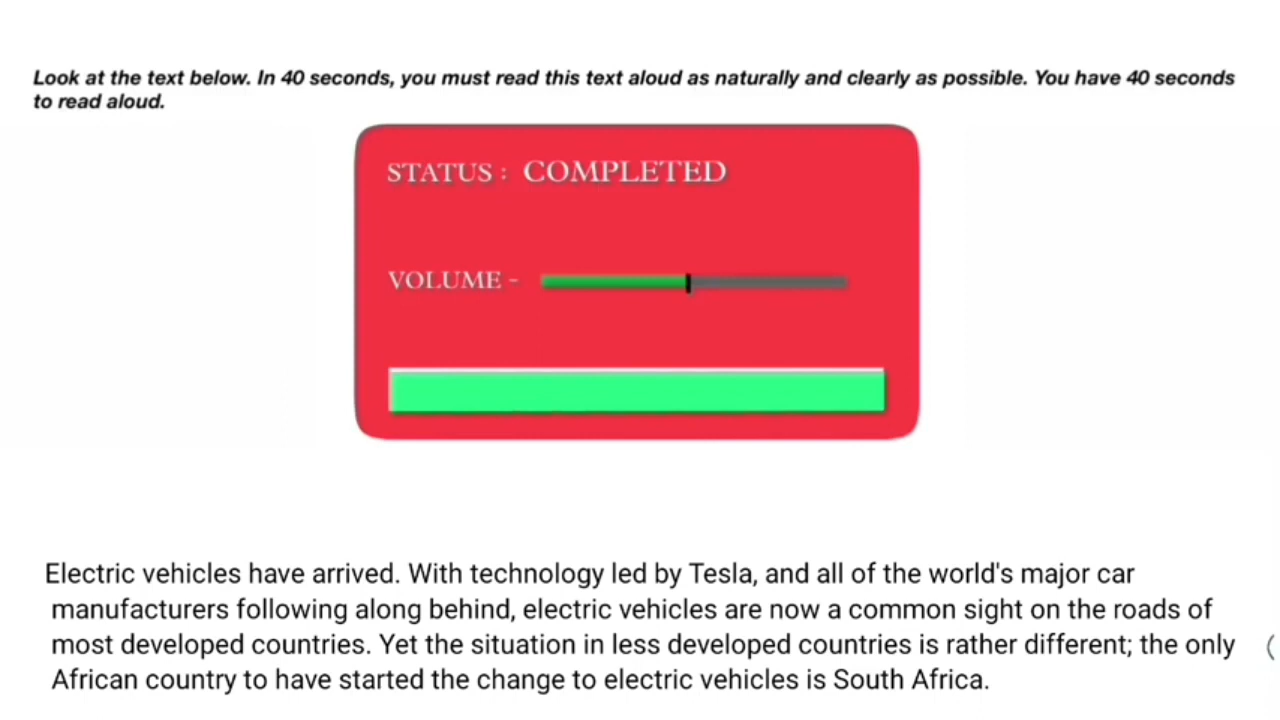 Look at the text below. In 40 seconds, you must read this text aloud as naturally and clearly as possible. You have 40 seconds
to read aloud.
STATUS : COMPLETED
VOLUME -
Electric vehicles have arrived. With technology led by Tesla, and all of the world's major car
manufacturers following along behind, electric vehicles are now a common sight on the roads of
most developed countries. Yet the situation in less developed countries is rather different; the only
African country to have started the change to electric vehicles is South Africa.